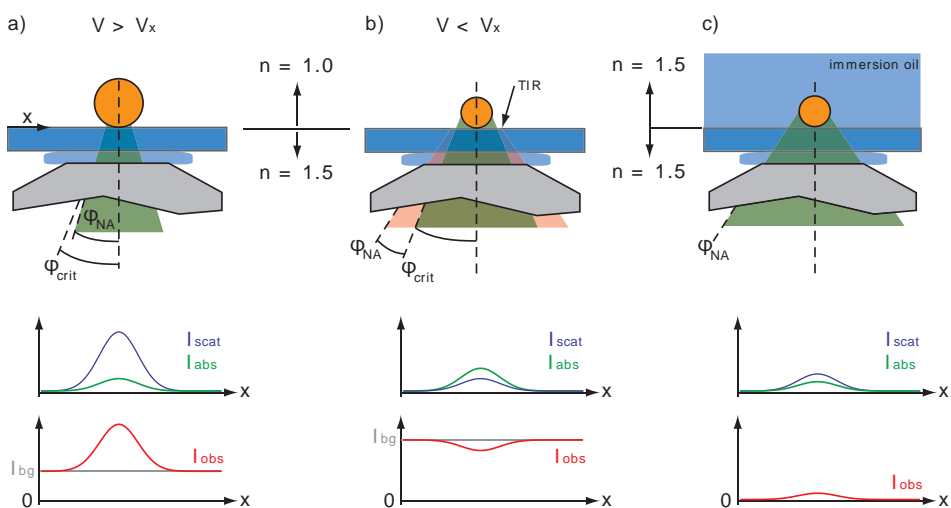 a) V > Vx
b) V < Vx
c)
n = 1.0
n = 1.5
TIR
n = 1.5
n = 1.5
immersion oil
x
φNA
φcrit
φNA
φcrit
φNA
Iscat
Iabs
x
Iscat
Iabs
x
Iscat
Iabs
x
Ibg
Iobs
0
x
Ibg
Iobs
0
x
Iobs
0
x